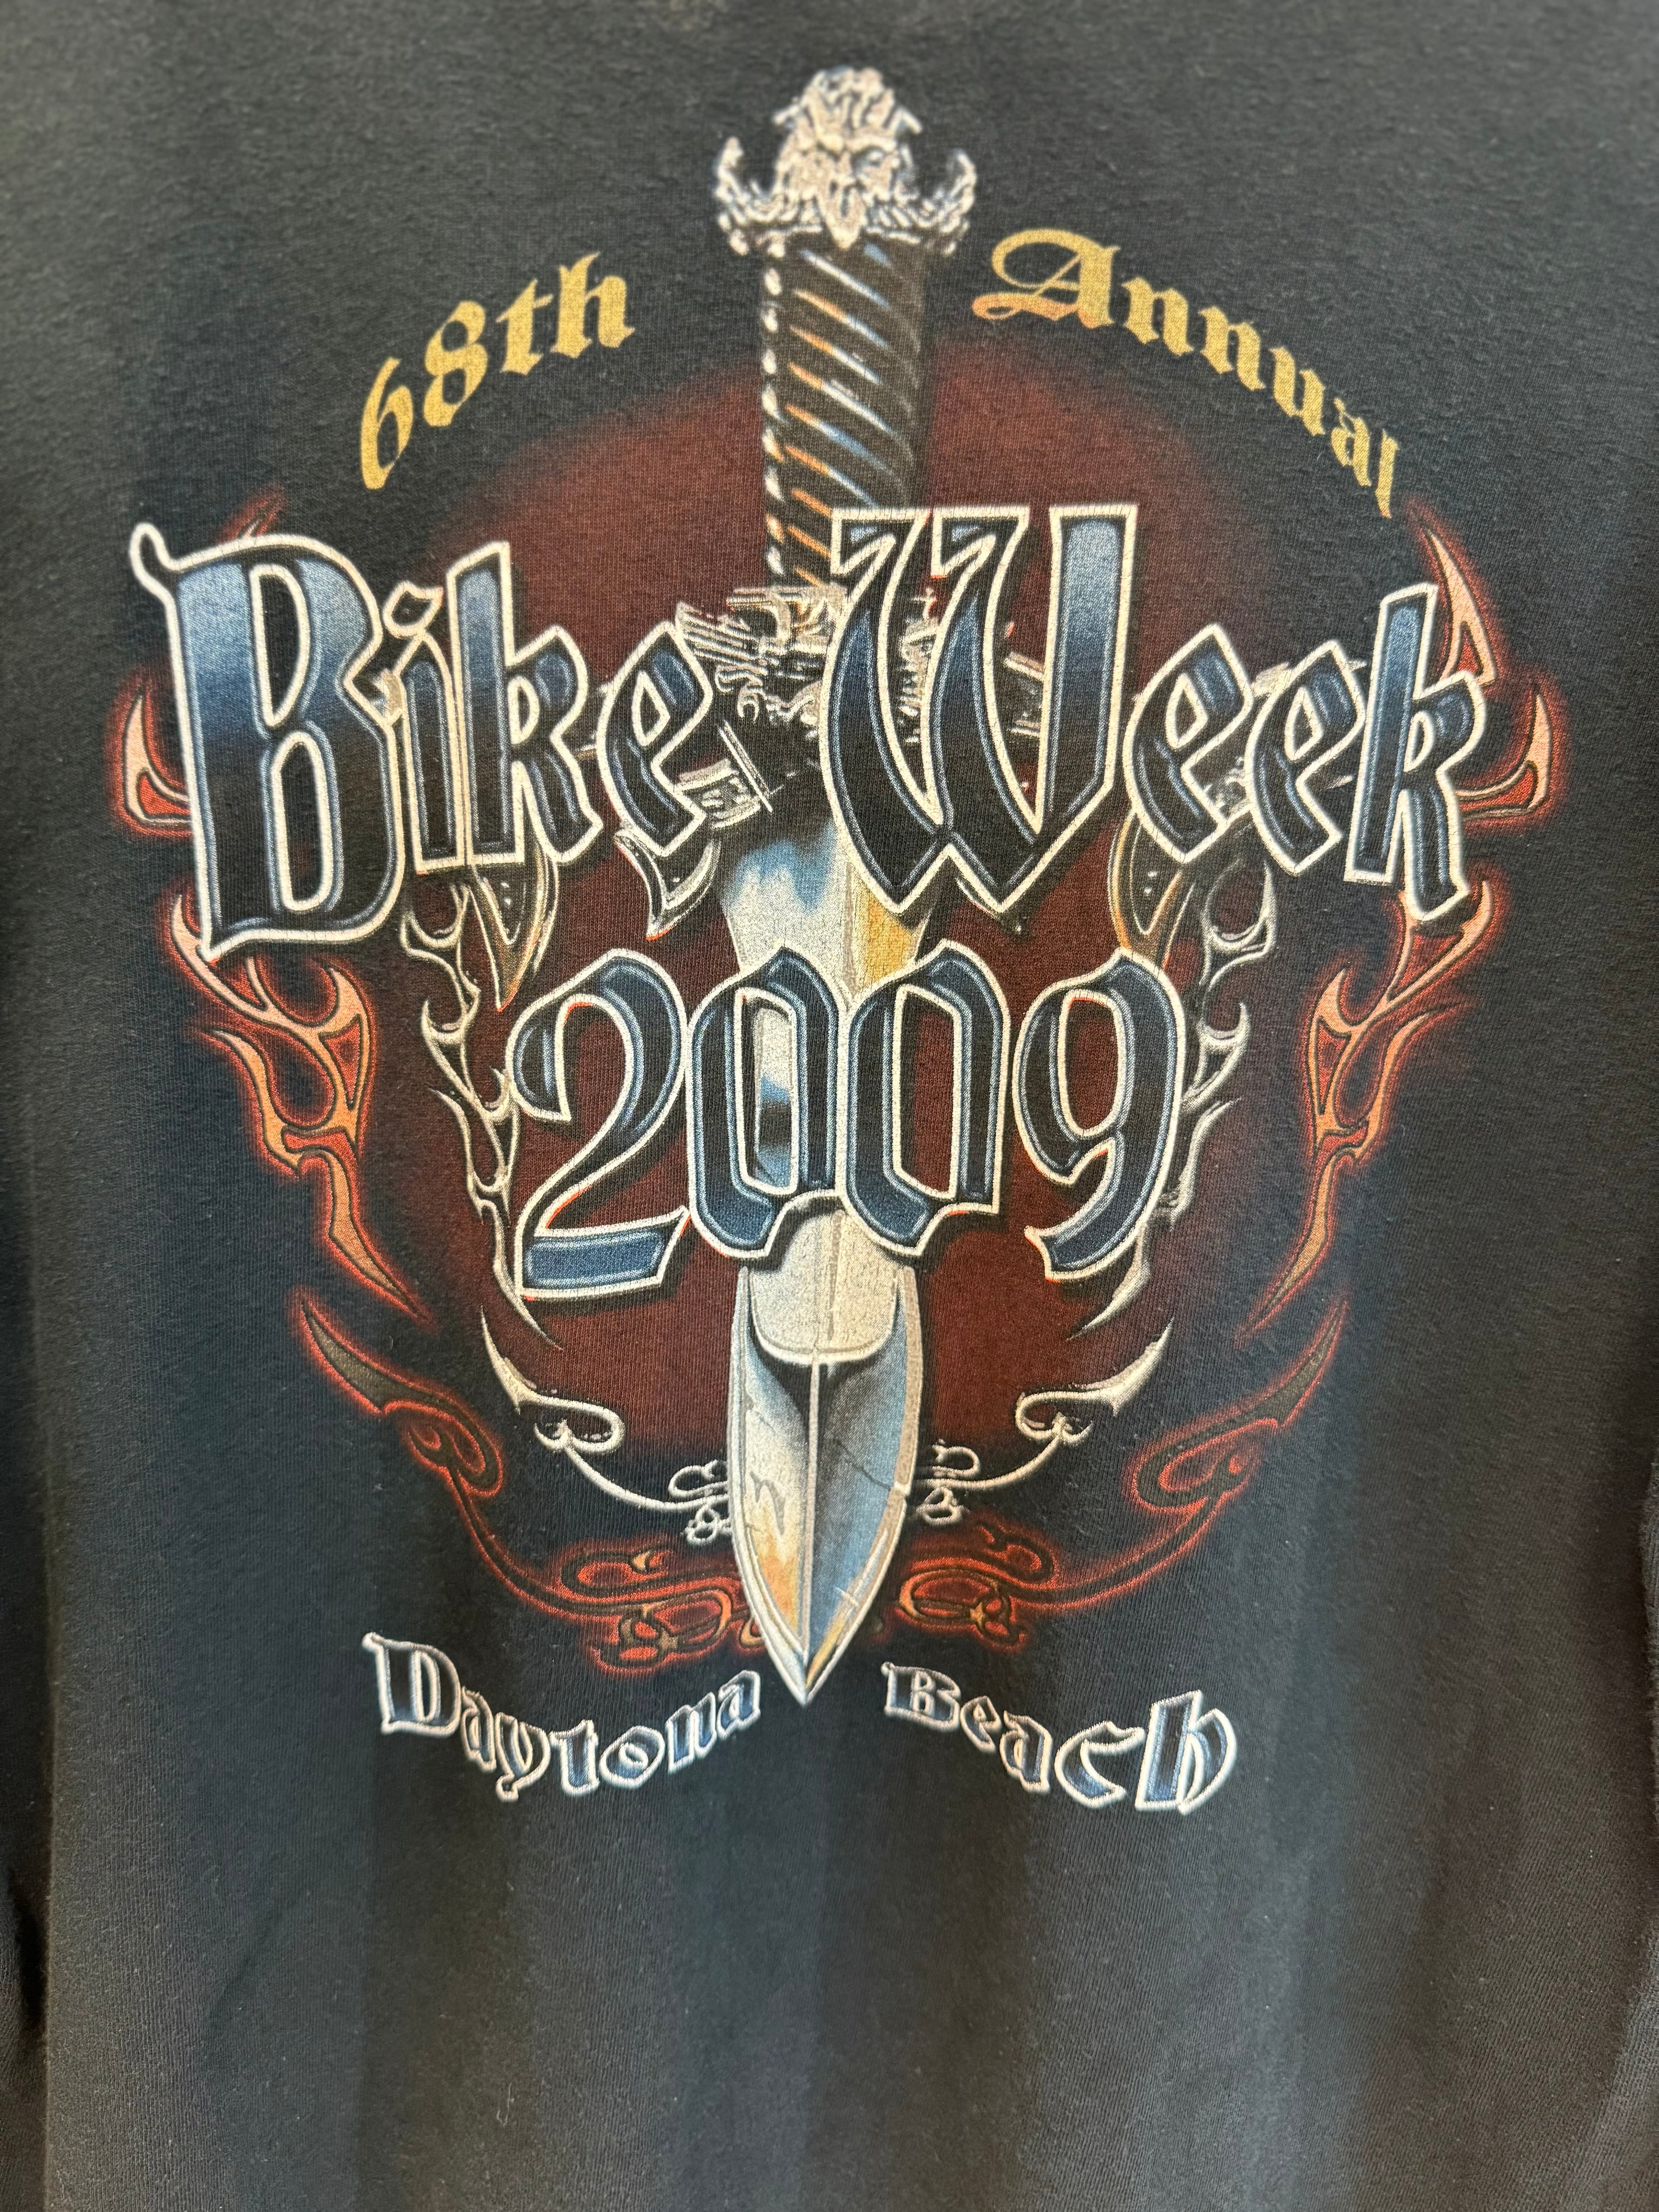 68th Annual
Bike Week
2009
Daytona Beach